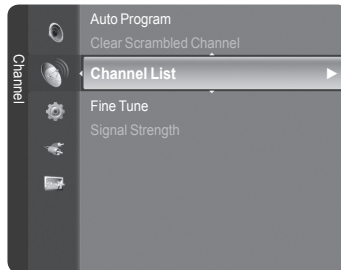 Channel
Auto Program
Clear Scrambled Channel
Channel List
Fine Tune
Signal Strength